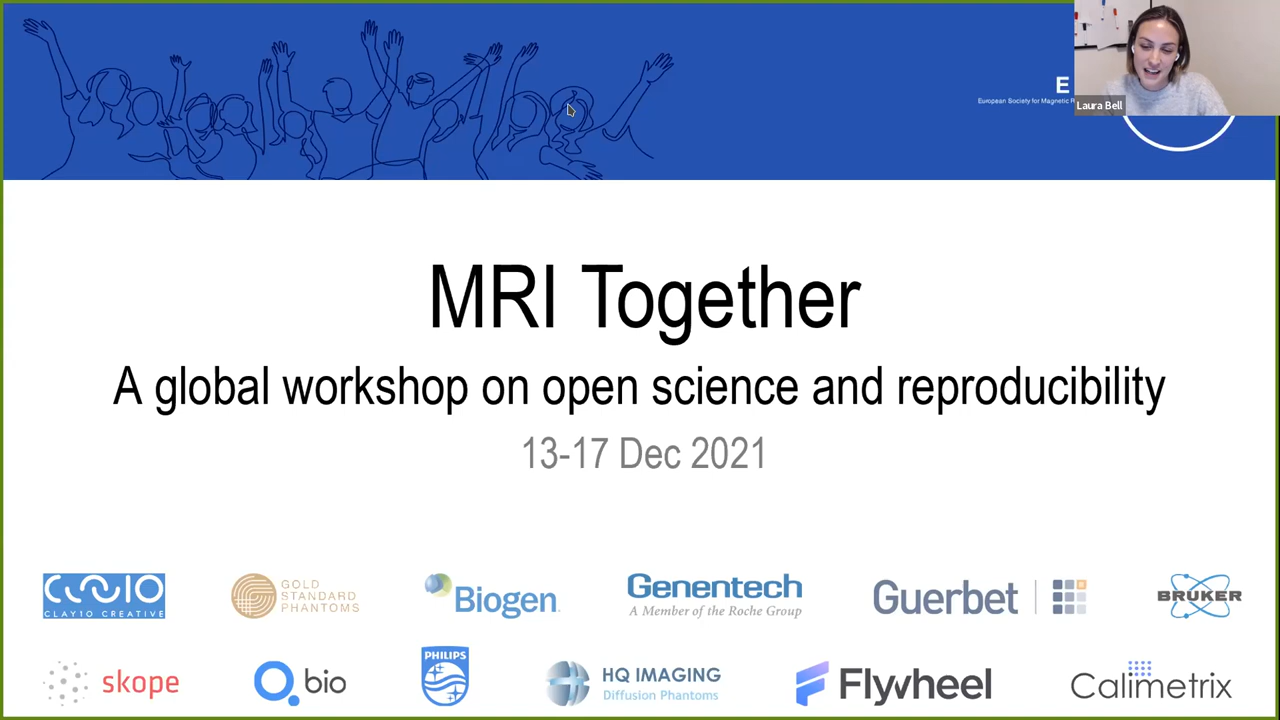 E
European Society for Magnetic R
Laura Bell
MRI Together
A global workshop on open science and reproducibility
13-17 Dec 2021
CLAY10 CREATIVE
GOLD
STANDARD
PHANTOMS
Biogen
Genentech
A Member of the Roche Group
Guerbet
BRUKER
skope
Q bio
PHILIPS
HQ IMAGING
Diffusion Phantoms
Flywheel
Calimetrix